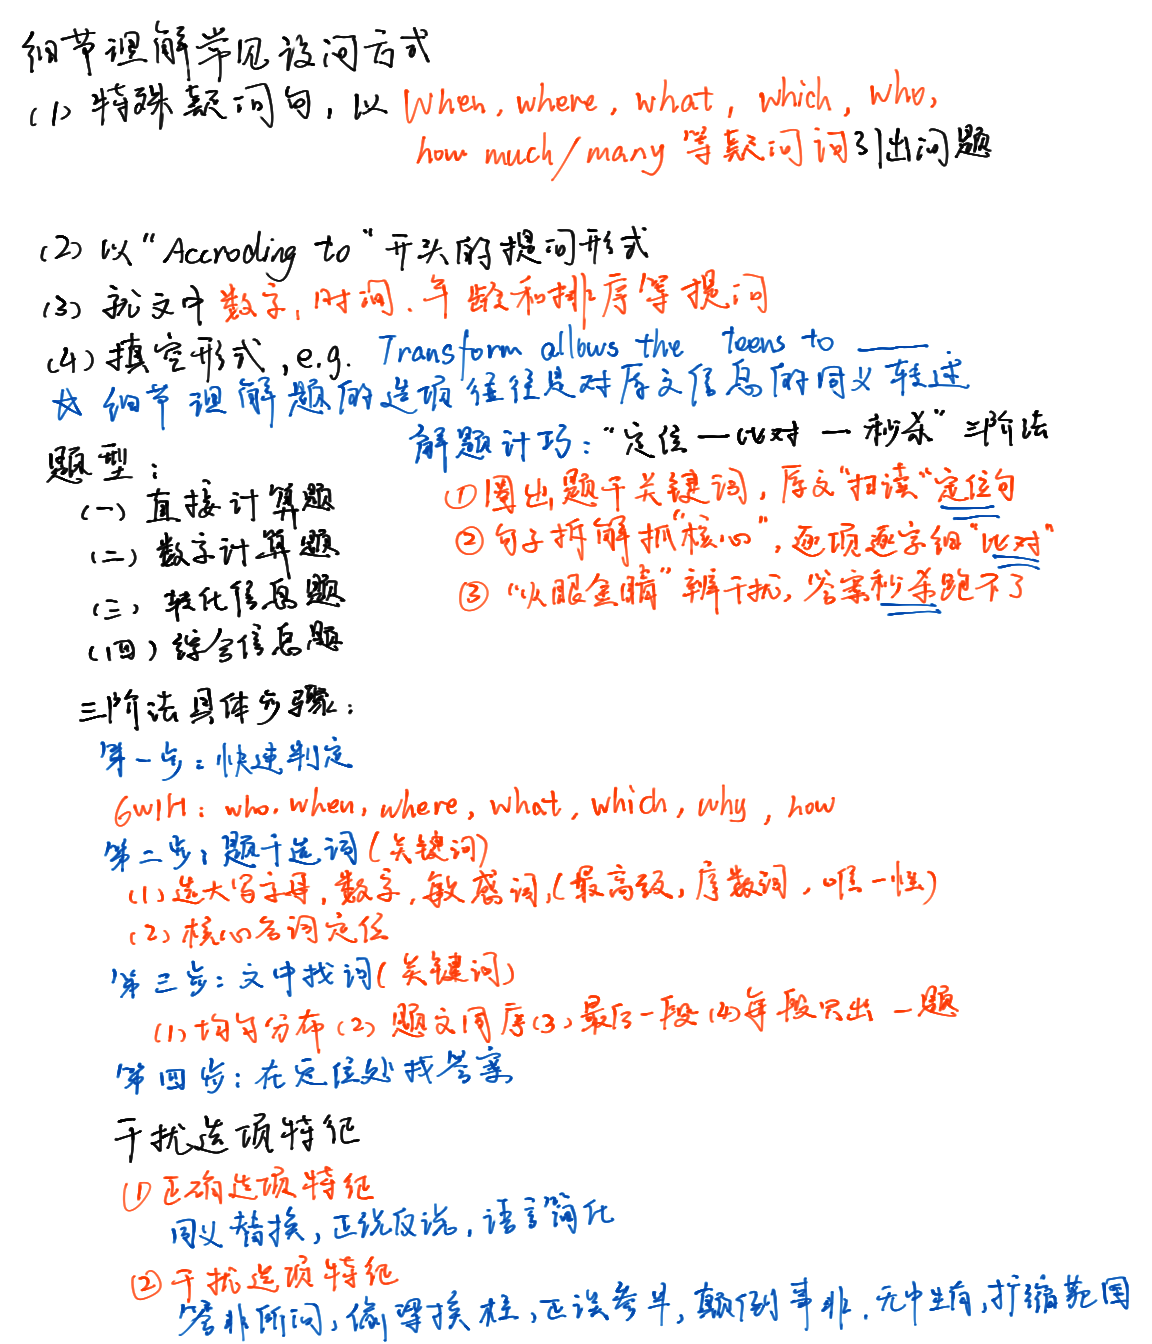 细节理解常见设问方式
(1) 特殊疑问句，以 When, where, what, which, who,
how much/many 等疑问词引出问题
(2) 以“Accroding to”开头的提问形式
(3) 就文中数字，时间．年龄和排序等提问
(4) 填空形式，e.g. Transform allows the teens to ____
☆ 细节理解题的选项往往是对原文信息的同义转述
解题计巧：“定位一比对一秒杀”三阶法
题型：
①圈出题干关键词，原文“扫读”定位句
(一) 直接计算题
②句子拆解抓“核心”，逐项逐字细“比对”
(二) 数字计算题
③“火眼金睛”辨干扰，答案秒杀跑不了
(三) 转化信息题
(四) 综合信息题
三阶法具体步骤：
第一步：快速判定
6W1H：who. when, where, what, which, why, how
第二步：题干选词(关键词)
(1)选大写字母，数字，敏感词,(最高级，序数词，唯一性)
(2)核心名词定位
第三步：文中找词(关键词)
(1)均匀分布(2)题文同序(3)最后一段(4)每段只出一题
第四步：在定位处找答案
干扰选项特征
①正确选项特征
同义替换，正说反说，语言简化
②干扰选项特征
答非所问，偷梁换柱，正误参半，颠倒事非．无中生有，扩缩范围